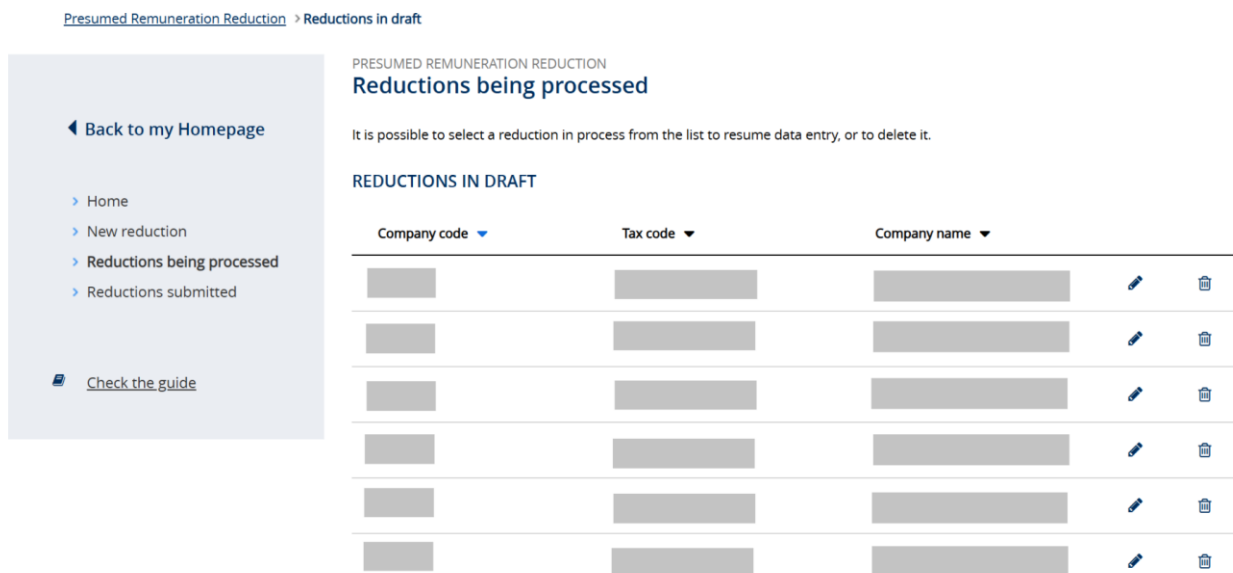 Presumed Remuneration Reduction > Reductions in draft
Back to my Homepage
Home
New reduction
Reductions being processed
Reductions submitted
Check the guide
PRESUMED REMUNERATION REDUCTION
Reductions being processed
It is possible to select a reduction in process from the list to resume data entry, or to delete it.
REDUCTIONS IN DRAFT
Company code Tax code Company name